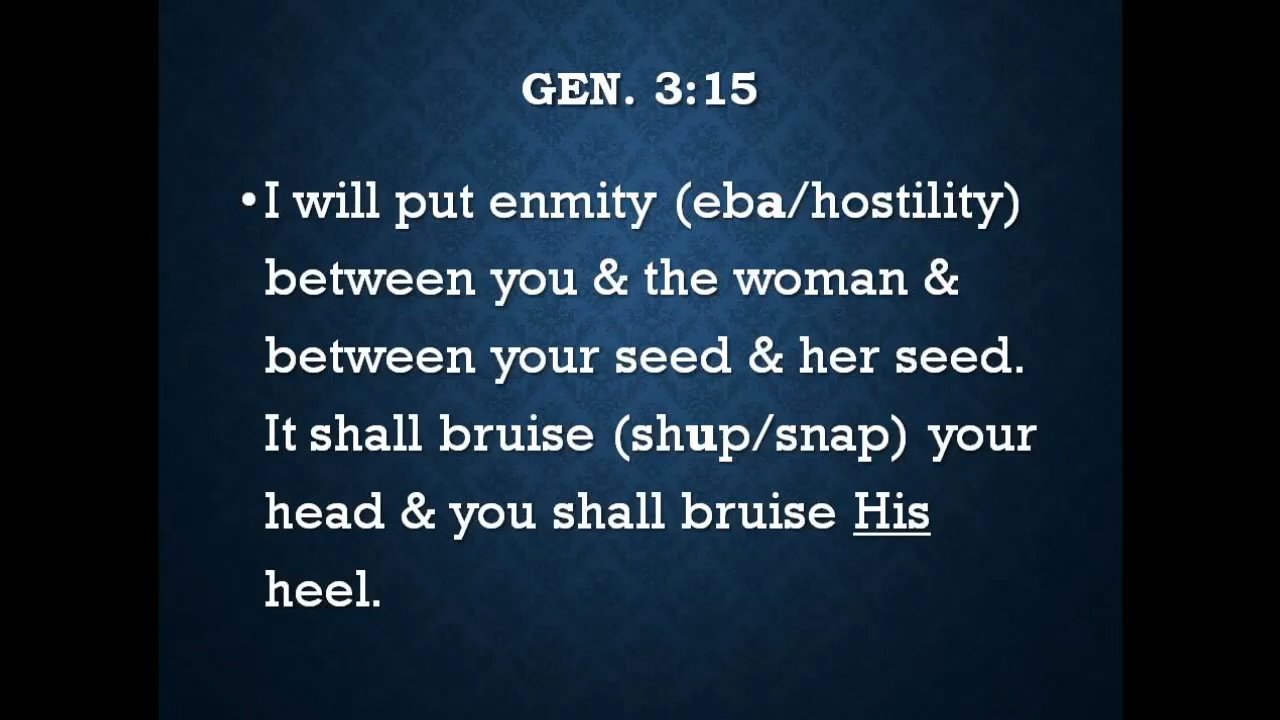 GEN. 3:15
•I will put enmity (eba/hostility)
between you & the woman &
between your seed & her seed.
It shall bruise (shup/snap) your
head & you shall bruise His
heel.